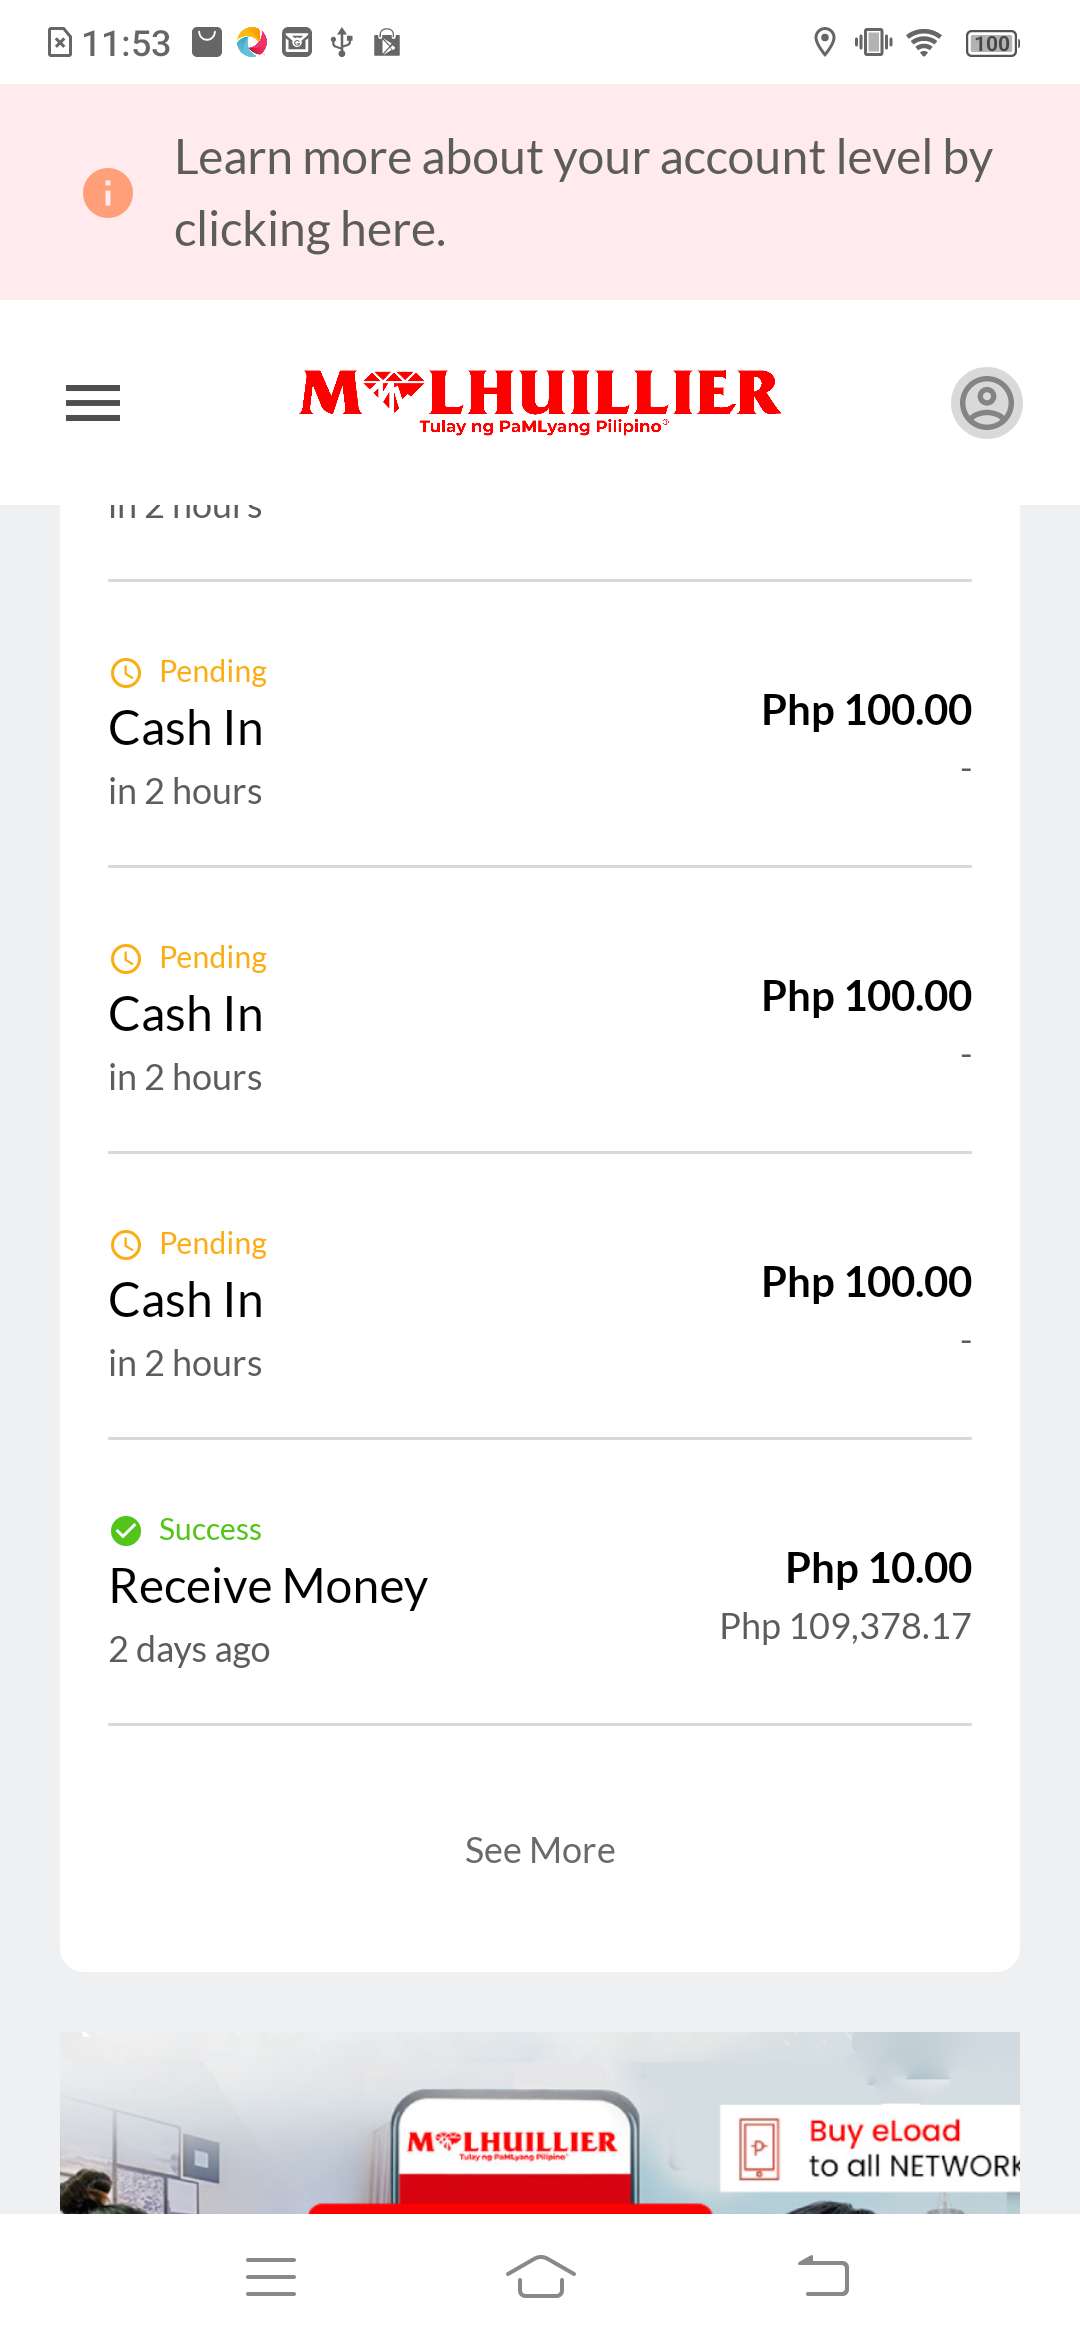 11:53
100
Learn more about your account level by
clicking here.
M LHUILLIER
Tulay ng PaMLyang Pilipino®
in 2 hours
Pending
Cash In
Php 100.00
-
in 2 hours
Pending
Cash In
Php 100.00
-
in 2 hours
Pending
Cash In
Php 100.00
-
in 2 hours
Success
Receive Money
Php 10.00
Php 109,378.17
2 days ago
See More
M LHUILLIER
Tulay ng PaMLyang Pilipino®
Buy eLoad
to all NETWORK